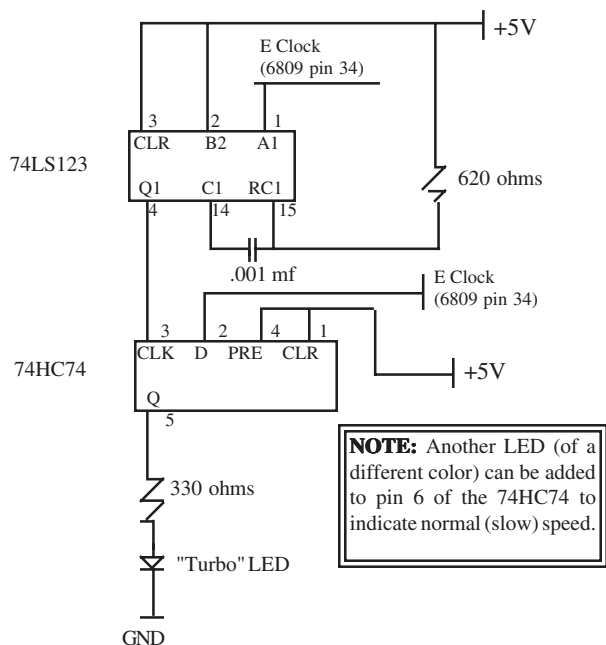 +5V
E Clock
(6809 pin 34)
3 2 1
CLR B2 A1
74LS123
620 ohms
Q1 C1 RC1
4 14 15
.001 mf
E Clock
(6809 pin 34)
3 2 4 1
CLK D PRE CLR
74HC74
+5V
Q
5
NOTE: Another LED (of a
different color) can be added
to pin 6 of the 74HC74 to
indicate normal (slow) speed.
330 ohms
"Turbo" LED
GND